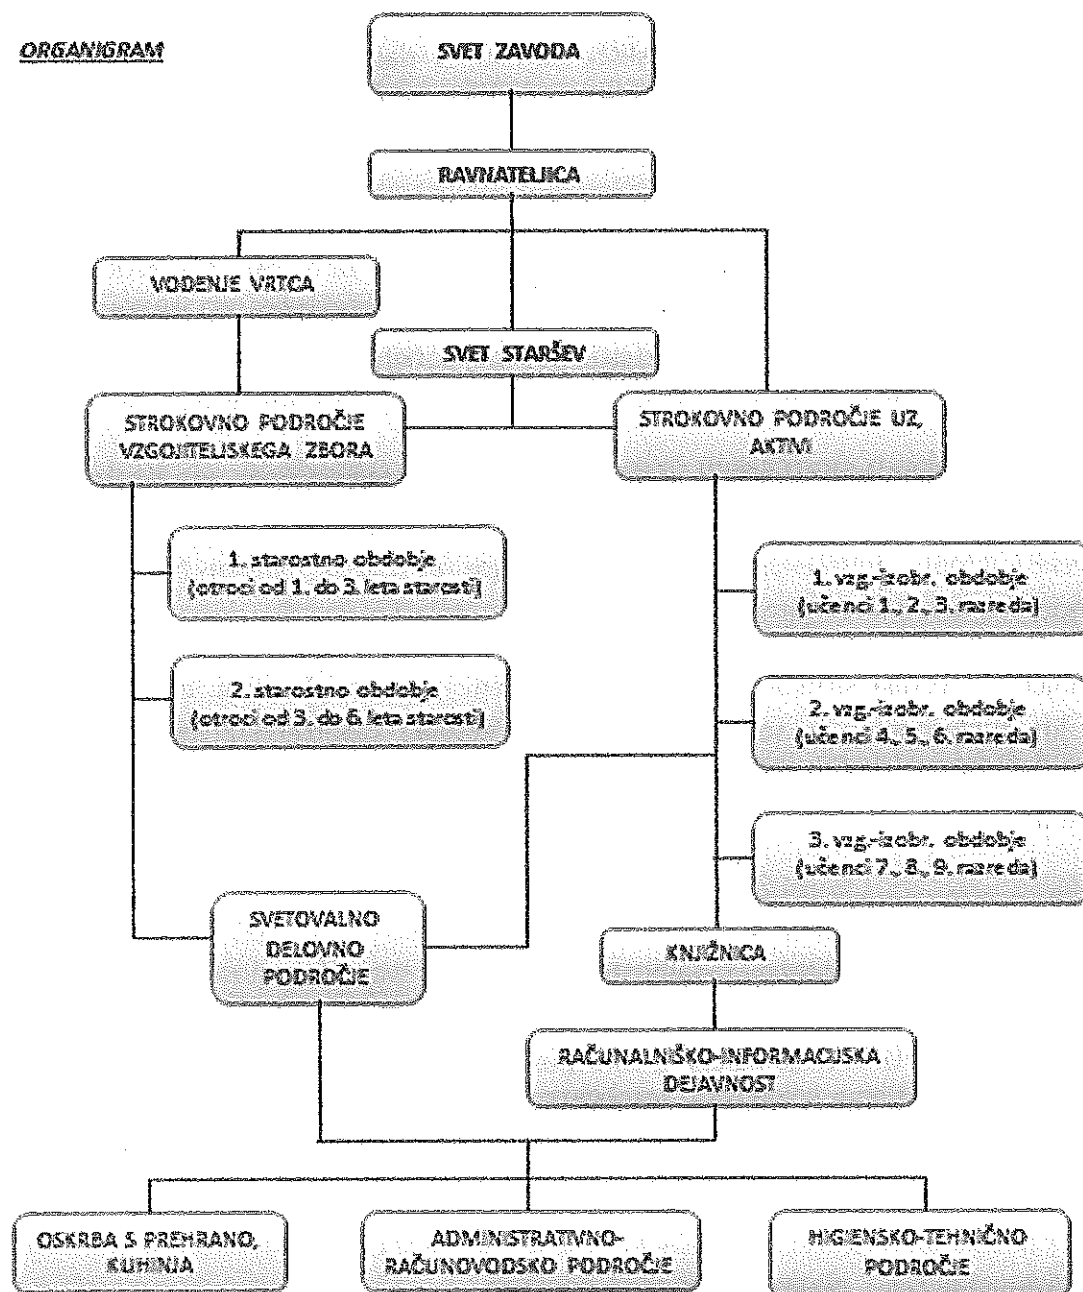 ORGANIGRAM
SVET ZAVODA
RAVNATELJICA
VODENJE VRTCA
SVET STARŠEV
STROKOVNO PODROČJE
VZGOJITELJSKEGA ZBORA
STROKOVNO PODROČJE UZ,
AKTIVI
1. starostno obdobje
(otroci od 1. do 3. leta starosti)
2. starostno obdobje
(otroci od 3. do 6. leta starosti)
1. vzg.-izobr. obdobje
(učenci 1., 2., 3. razreda)
2. vzg.-izobr. obdobje
(učenci 4., 5., 6. razreda)
3. vzg.-izobr. obdobje
(učenci 7., 8., 9. razreda)
SVETOVALNO
DELOVNO
PODROČJE
KNJIŽNICA
RAČUNALNIŠKO-INFORMACIJSKA
DEJAVNOST
OSKRBA S PREHRANO,
KUHINJA
ADMINISTRATIVNO-
RAČUNOVODSKO PODROČJE
HIGIENSKO-TEHNIČNO
PODROČJE